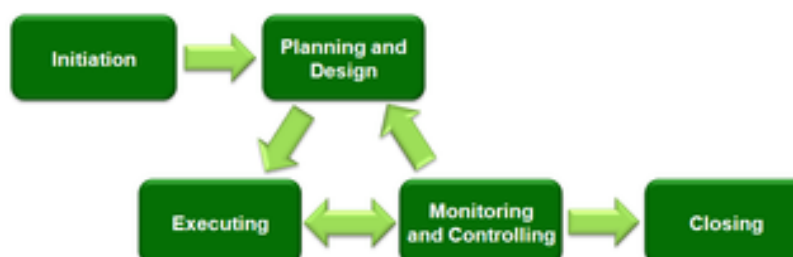 Initiation
Planning and
Design
Executing
Monitoring
and Controlling
Closing